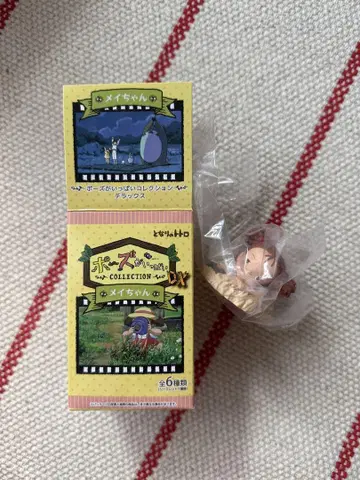 メイちゃん
ポーズがいっぱいコレクション
デラックス
となりのトトロ
ポーズがいっぱい
COLLECTION DX
メイちゃん
全6種類